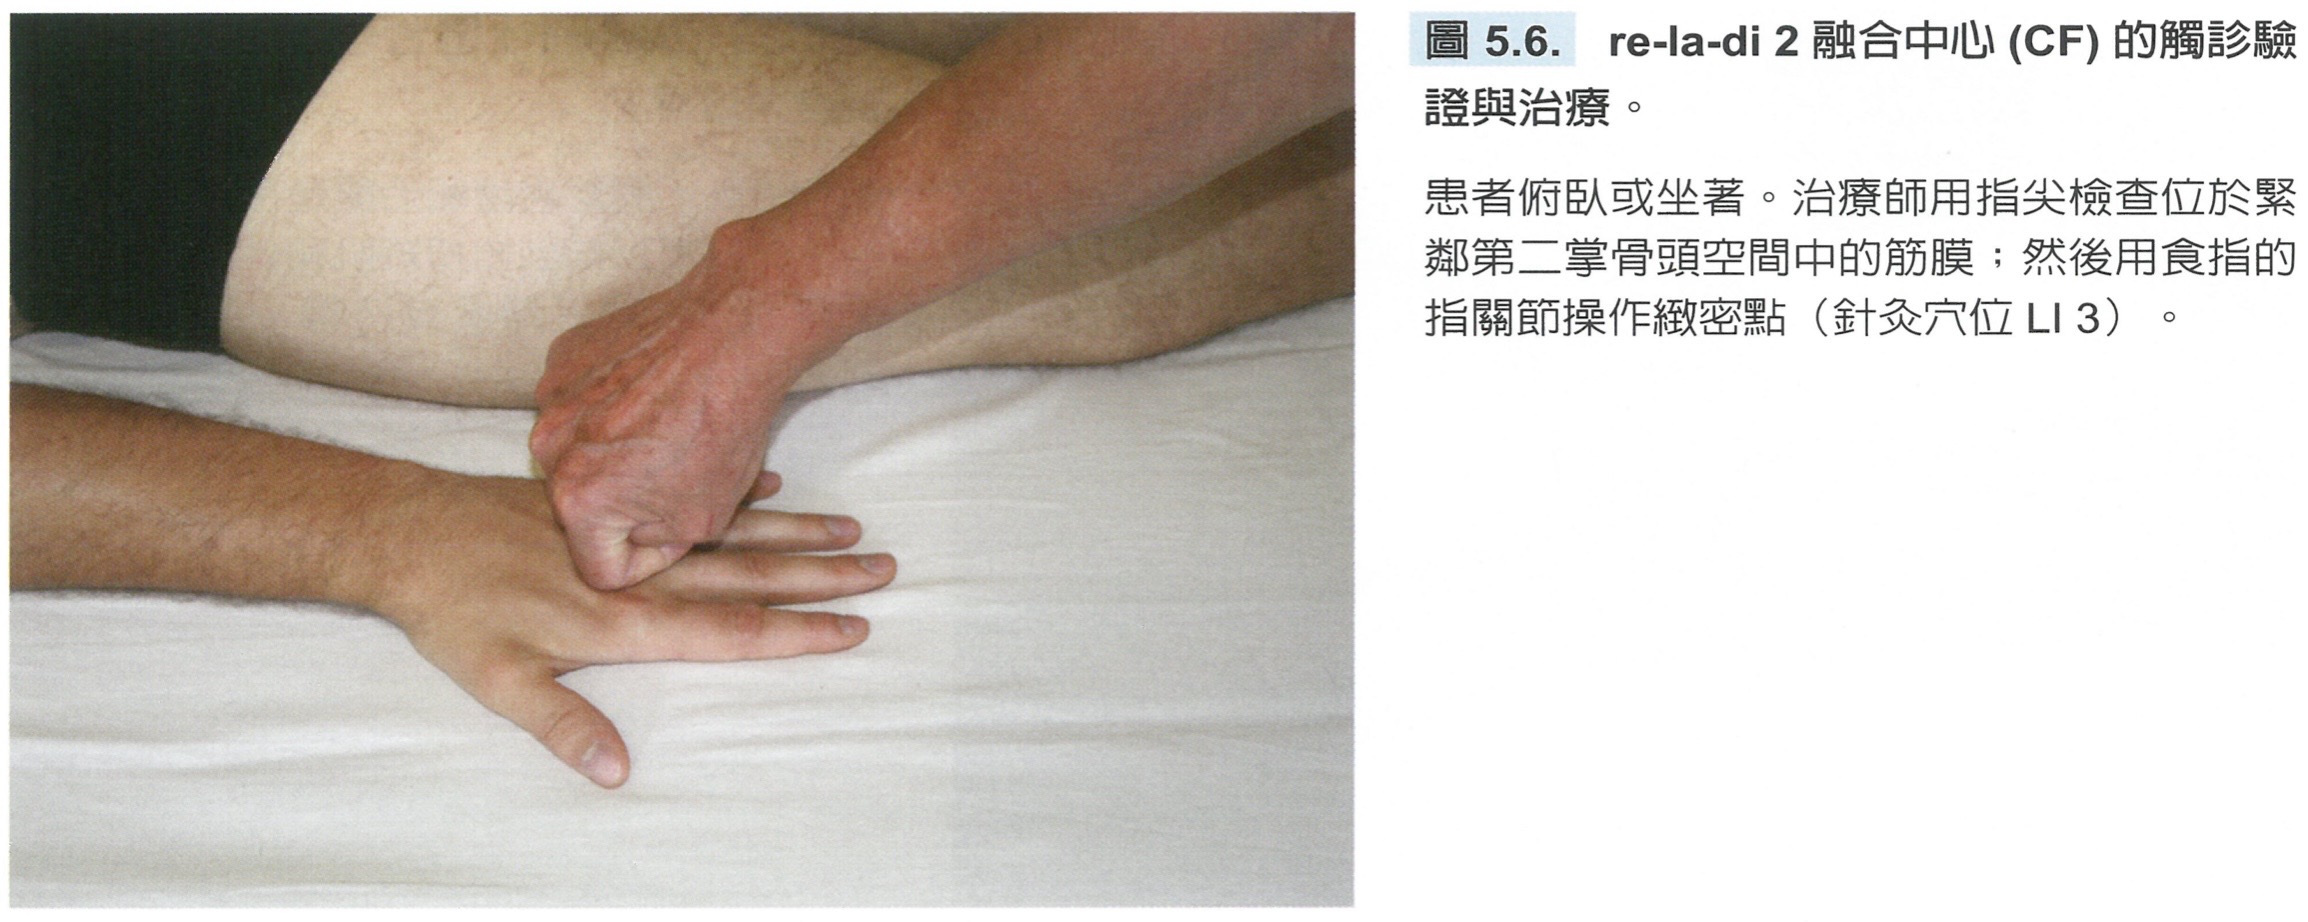 圖 5.6. re-la-di 2 融合中心 (CF) 的觸診驗
證與治療。
患者俯臥或坐著。治療師用指尖檢查位於緊
鄰第二掌骨頭空間中的筋膜；然後用食指的
指關節操作緻密點（針灸穴位 LI 3）。